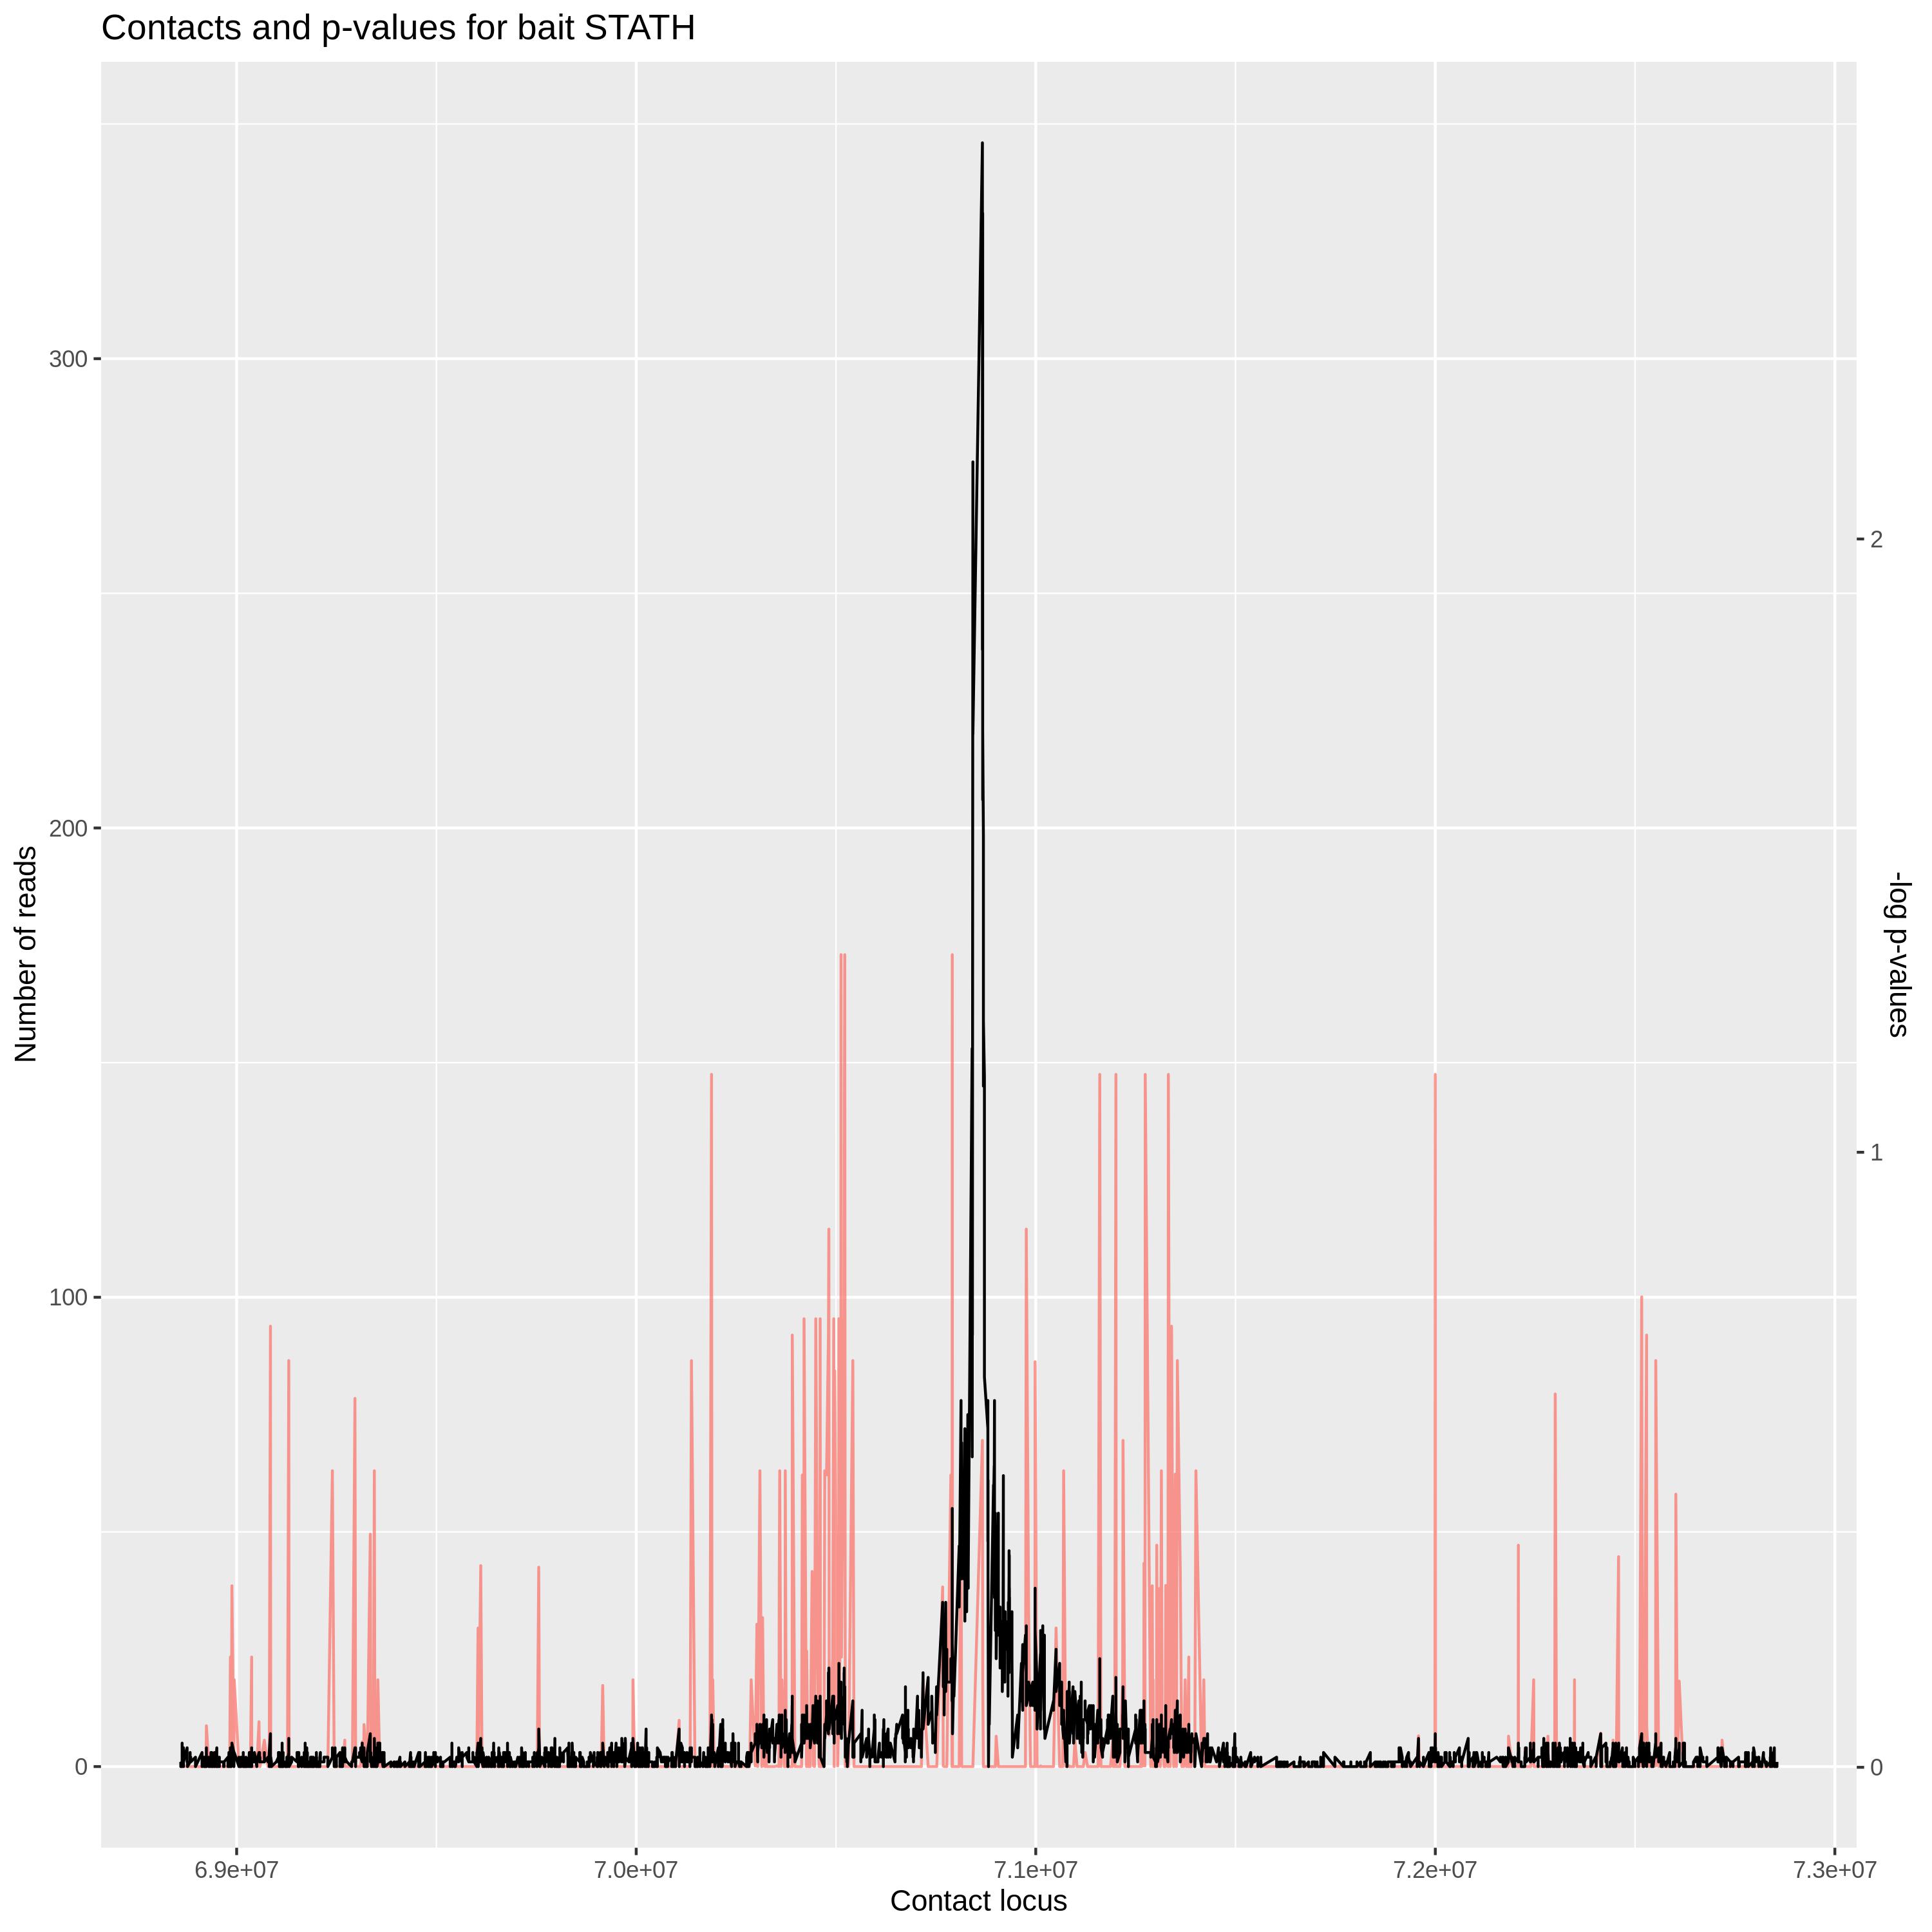 Contacts and p-values for bait STATH
300
200
100
0
Number of reads
2
1
0
-log p-values
6.9e+07
7.0e+07
7.1e+07
7.2e+07
7.3e+07
Contact locus